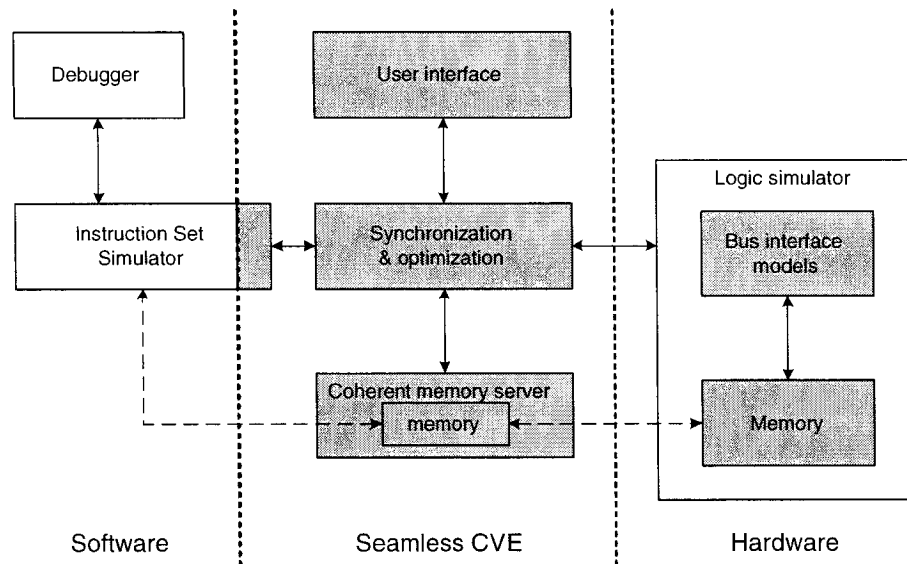 Debugger
User interface
Logic simulator
Instruction Set
Simulator
Synchronization
& optimization
Bus interface
models
Coherent memory server
memory
Memory
Software
Seamless CVE
Hardware